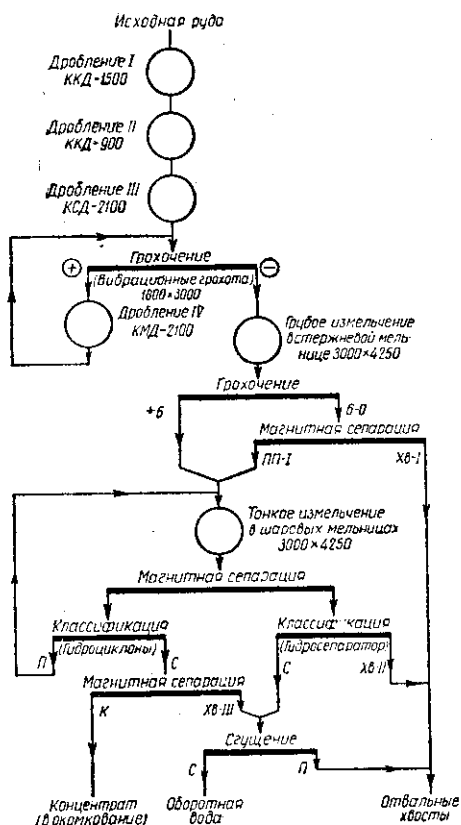 Исходная руда
Дробление I
ККД-1500
Дробление II
ККД-900
Дробление III
КСД-2100
Грохочение
+
−
(Вибрационные грохота)
1600×3000
Дробление IV
КМД-2100
Грубое измельчение
в стержневой мель-
нице 3000×4250
Грохочение
+6
6-0
Магнитная сепарация
ПП-I
Хв-I
Тонкое измельчение
в шаровых мельницах
3000×4250
Магнитная сепарация
Классификация
(Гидроциклоны)
П
С
Классификация
(Гидросепаратор)
С
Хв-II
Магнитная сепарация
К
Хв-III
Сгущение
С
П
Концентрат
(в окомкование)
Оборотная
вода
Отвальные
хвосты